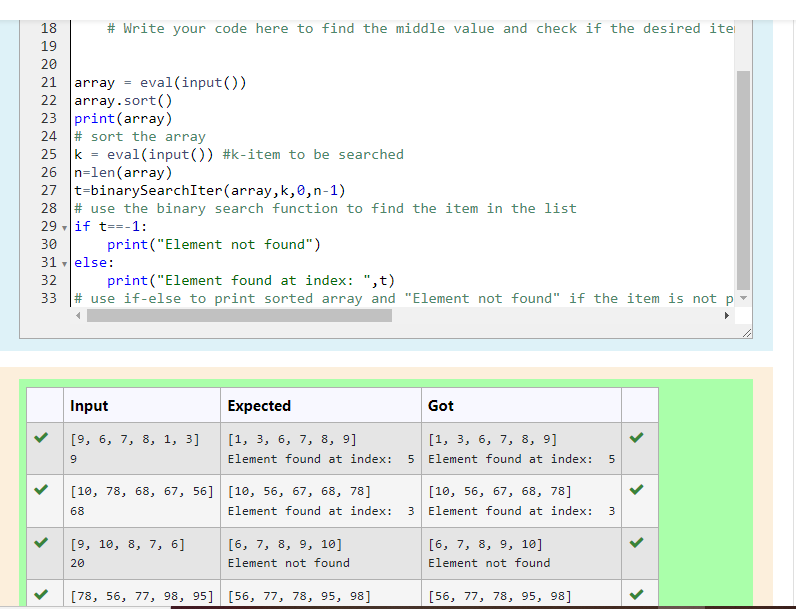 18 # Write your code here to find the middle value and check if the desired
19
20
21 array = eval(input())
22 array.sort()
23 print(array)
24 # sort the array
25 k = eval(input()) #k-item to be searched
26 n=len(array)
27 t=binarySearchIter(array,k,0,n-1)
28 # use the binary search function to find the item in the list
29 if t==-1:
30 print("Element not found")
31 else:
32 print("Element found at index: ",t)
33 # use if-else to print sorted array and "Element not found" if the item is not
Input Expected Got
[9, 6, 7, 8, 1, 3] [1, 3, 6, 7, 8, 9] [1, 3, 6, 7, 8, 9]
9 Element found at index:  5 Element found at index:  5
[10, 78, 68, 67, 56] [10, 56, 67, 68, 78] [10, 56, 67, 68, 78]
68 Element found at index:  3 Element found at index:  3
[9, 10, 8, 7, 6] [6, 7, 8, 9, 10] [6, 7, 8, 9, 10]
20 Element not found Element not found
[78, 56, 77, 98, 95] [56, 77, 78, 95, 98] [56, 77, 78, 95, 98]